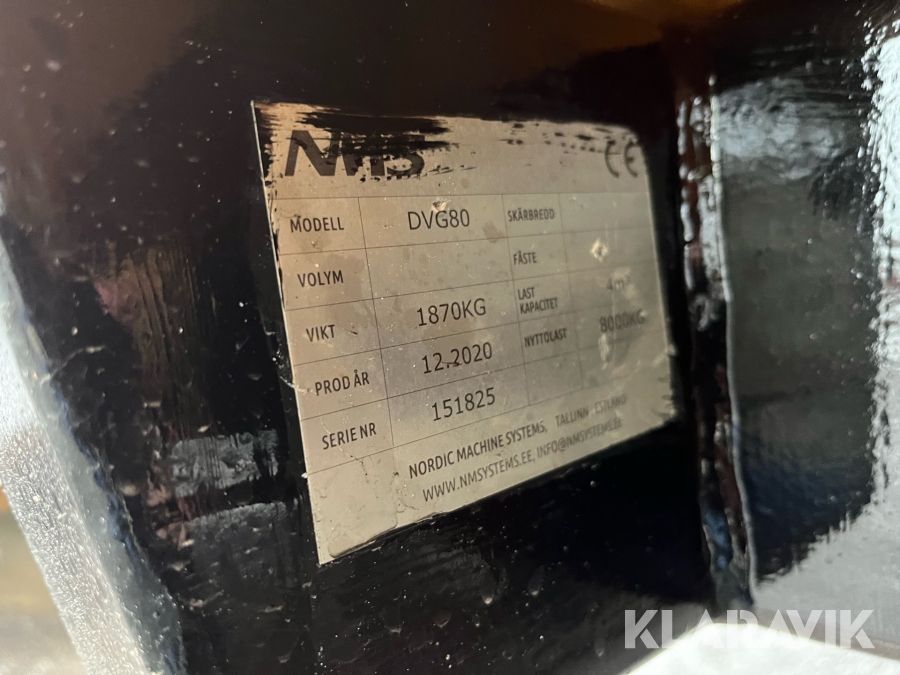 NMS CE
MODELL DVG80 SKÄRBREDD
VOLYM FÄSTE
VIKT 1870KG LAST KAPACITET 4m³
PROD ÅR 12.2020 NYTTOLAST 8000KG
SERIE NR 151825
NORDIC MACHINE SYSTEMS, TALLINN ESTLAND
WWW.NMSYSTEMS.EE, INFO@NMSYSTEMS.EE
KLARAVIK